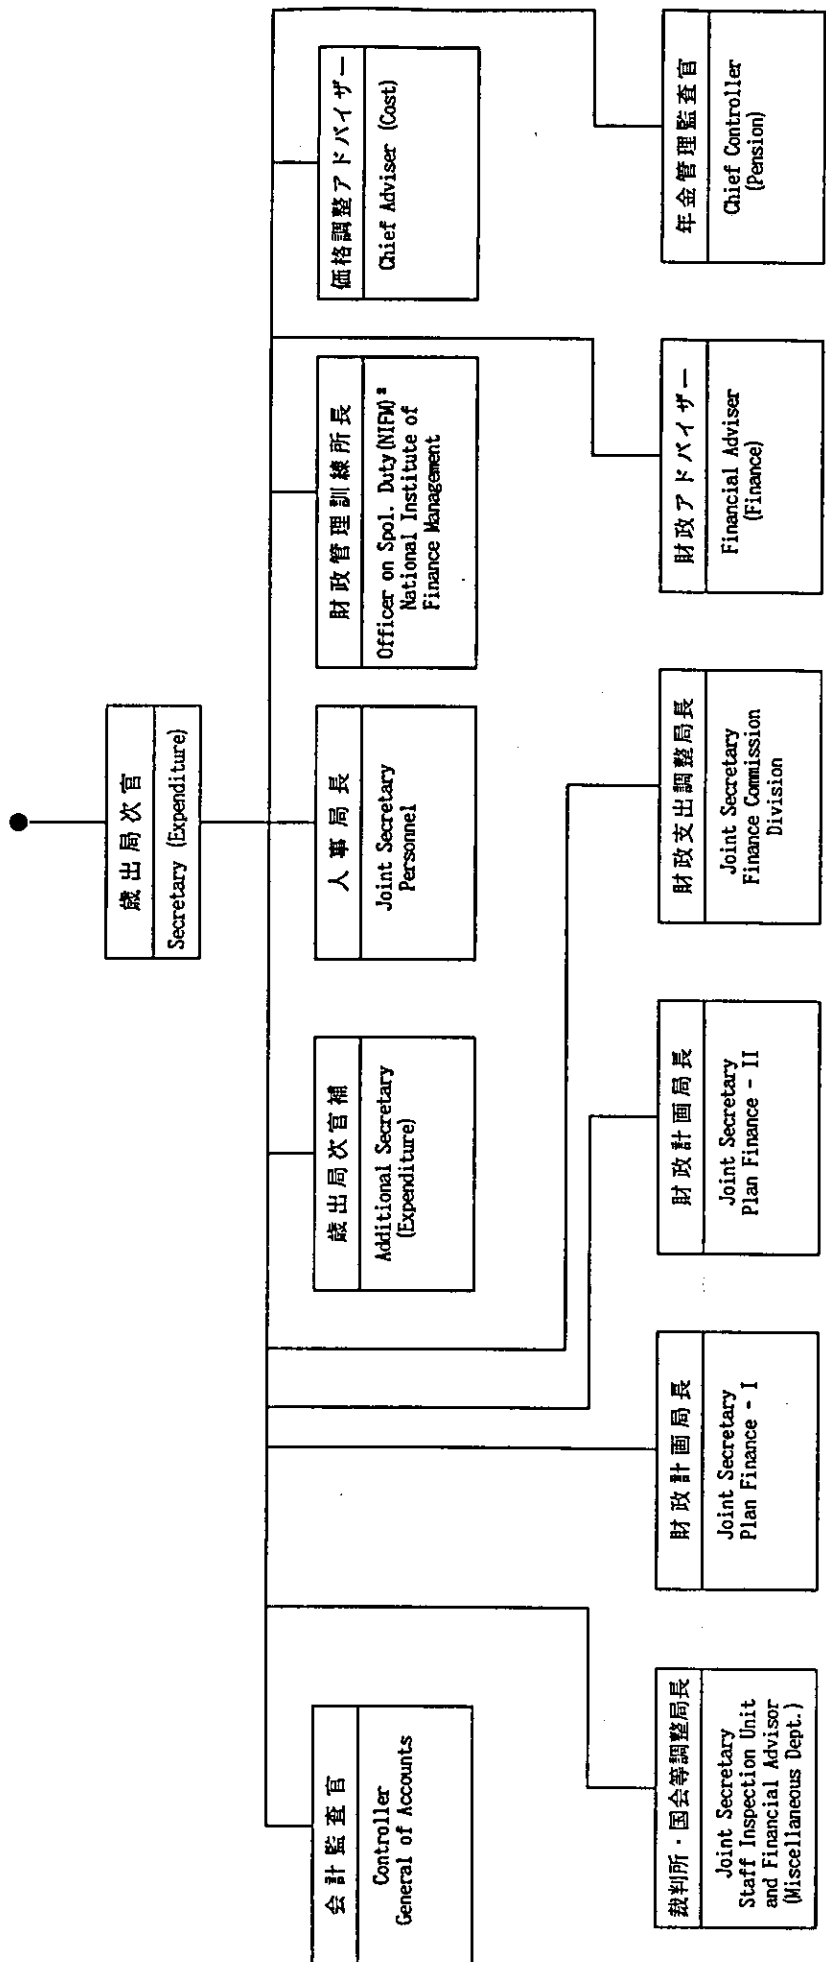 歳出局次官
Secretary (Expenditure)
会計監査官
Controller
General of Accounts
歳出局次官補
Additional Secretary
(Expenditure)
人事局長
Joint Secretary
Personnel
財政管理訓練所長
Officer on Spol. Duty (NIFM)*
National Institute of
Finance Management
価格調整アドバイザー
Chief Adviser (Cost)
裁判所・国会等調整局長
Joint Secretary
Staff Inspection Unit
and Financial Advisor
(Miscellaneous Dept.)
財政計画局長
Joint Secretary
Plan Finance - I
財政計画局長
Joint Secretary
Plan Finance - II
財政支出調整局長
Joint Secretary
Finance Commission
Division
財政アドバイザー
Financial Adviser
(Finance)
年金管理監査官
Chief Controller
(Pension)